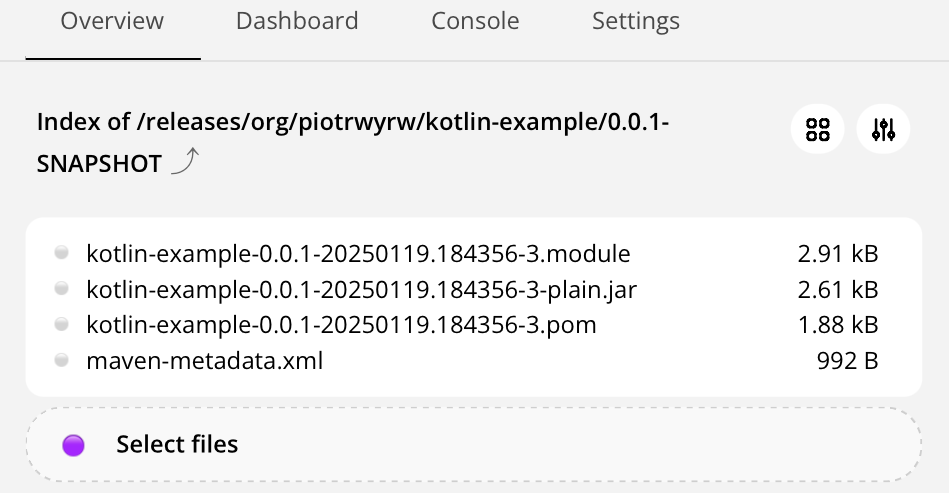 Overview Dashboard Console Settings
Index of /releases/org/piotrwyrw/kotlin-example/0.0.1-
SNAPSHOT
kotlin-example-0.0.1-20250119.184356-3.module 2.91 kB
kotlin-example-0.0.1-20250119.184356-3-plain.jar 2.61 kB
kotlin-example-0.0.1-20250119.184356-3.pom 1.88 kB
maven-metadata.xml 992 B
Select files